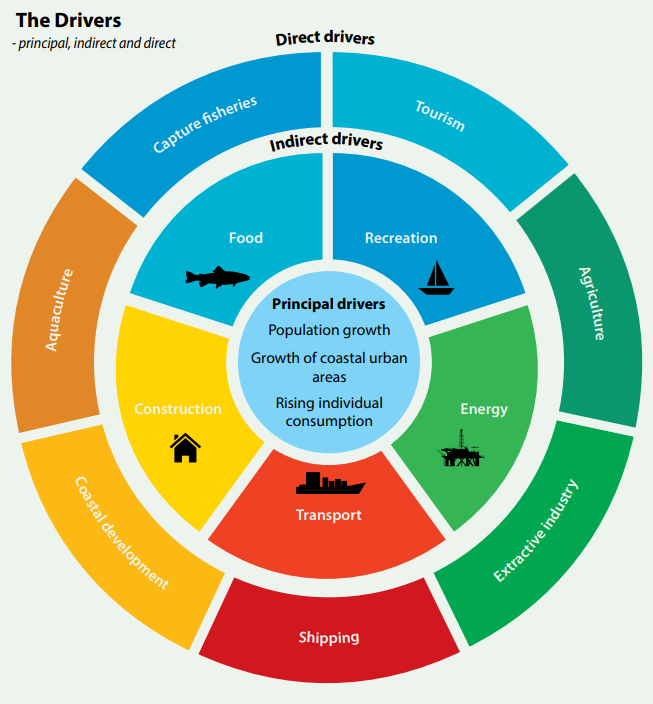 The Drivers
- principal, indirect and direct
Direct drivers
Capture fisheries
Tourism
Indirect drivers
Food
Recreation
Aquaculture
Agriculture
Principal drivers
Population growth
Growth of coastal urban
areas
Rising individual
consumption
Construction
Energy
Transport
Coastal development
Extractive industry
Shipping